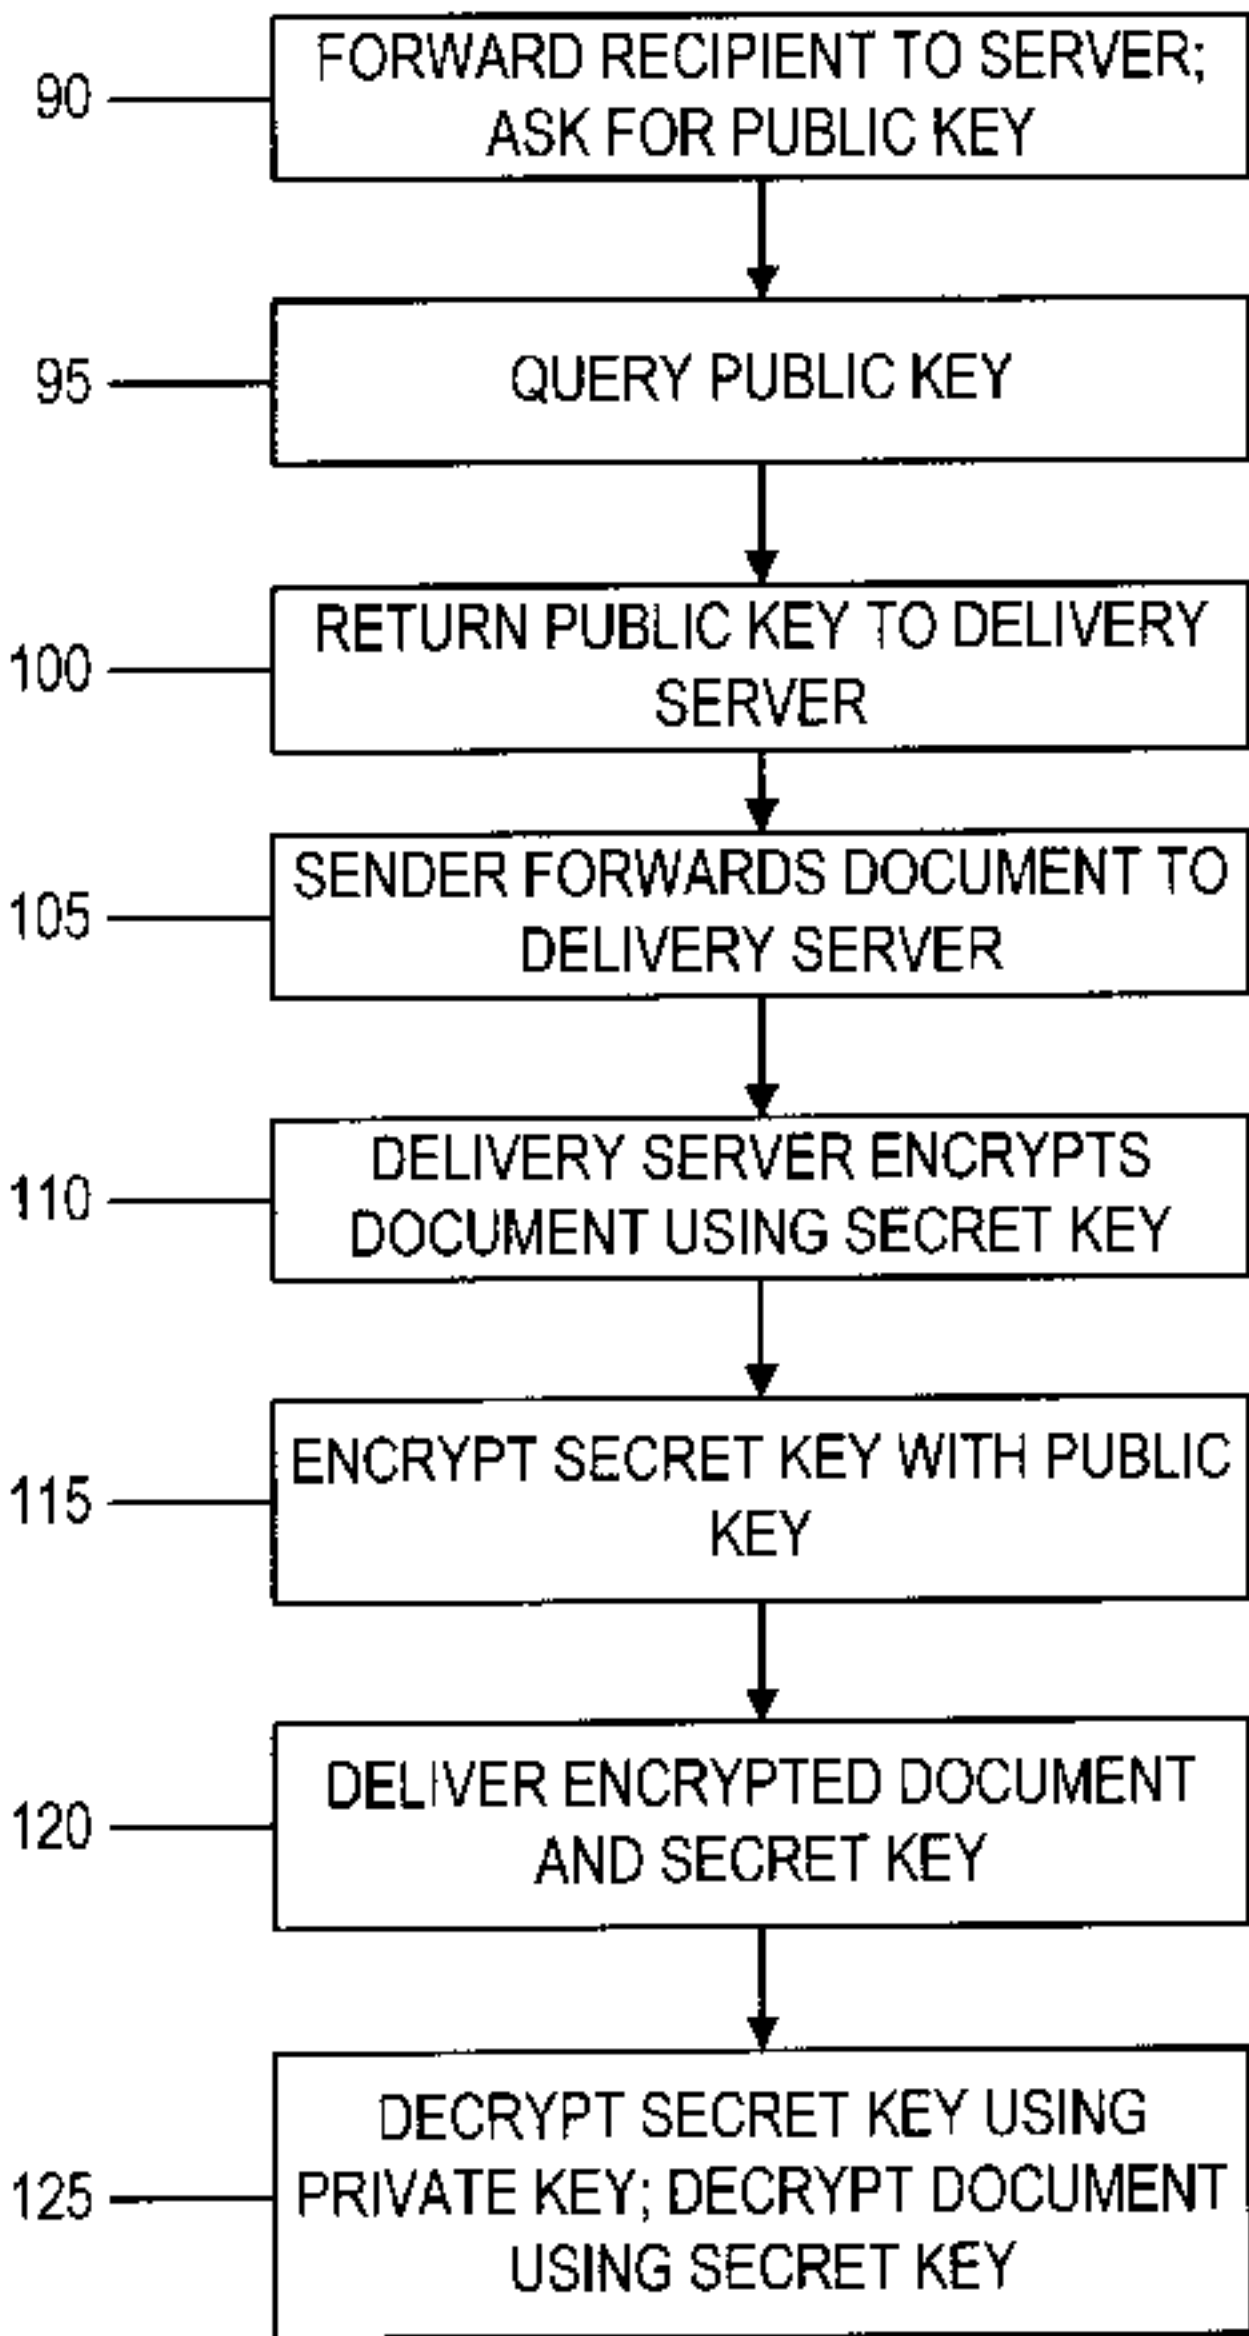 FORWARD RECIPIENT TO SERVER;
90
ASK FOR PUBLIC KEY
95
QUERY PUBLIC KEY
RETURN PUBLIC KEY TO DELIVERY
100
SERVER
SENDER FORWARDS DOCUMENT TO
105
DELIVERY SERVER
DELIVERY SERVER ENCRYPTS
110
DOCUMENT USING SECRET KEY
ENCRYPT SECRET KEY WITH PUBLIC
115
KEY
DELIVER ENCRYPTED DOCUMENT
120
AND SECRET KEY
DECRYPT SECRET KEY USING
125
PRIVATE KEY; DECRYPT DOCUMENT
USING SECRET KEY